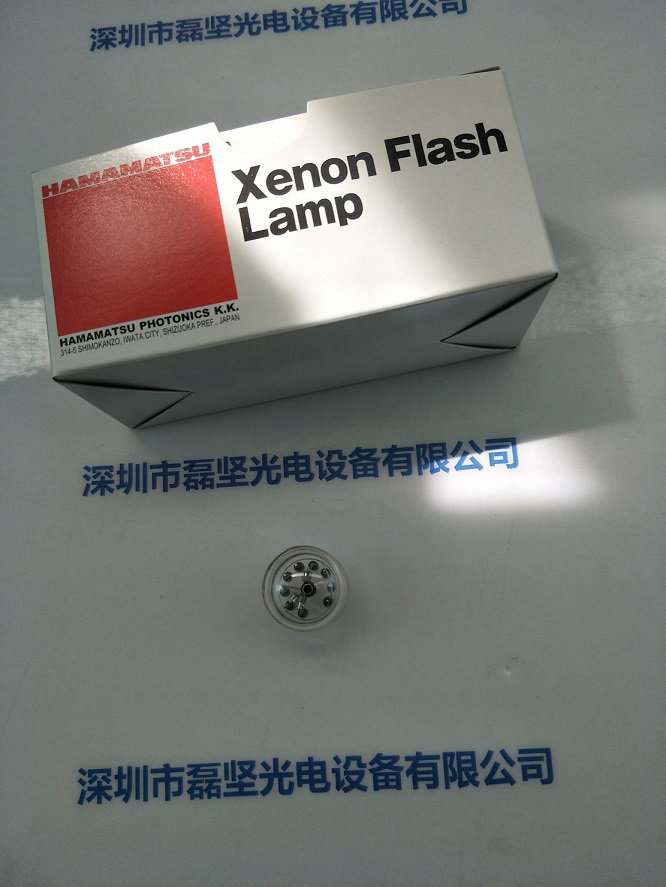 深圳市磊坚光电设备有限公司
HAMAMATSU
Xenon Flash
Lamp
HAMAMATSU PHOTONICS K.K.
314-5 SHIMOKANZO, IWATA CITY, SHIZUOKA PREF., JAPAN
深圳市磊坚光电设备有限公司
深圳市磊坚光电设备有限公司